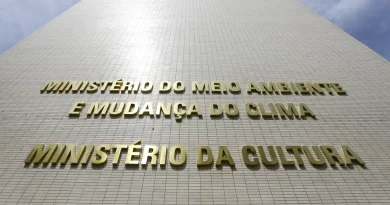 MINISTÉRIO DO MEIO AMBIENTE
E MUDANÇA DO CLIMA
MINISTÉRIO DA CULTURA